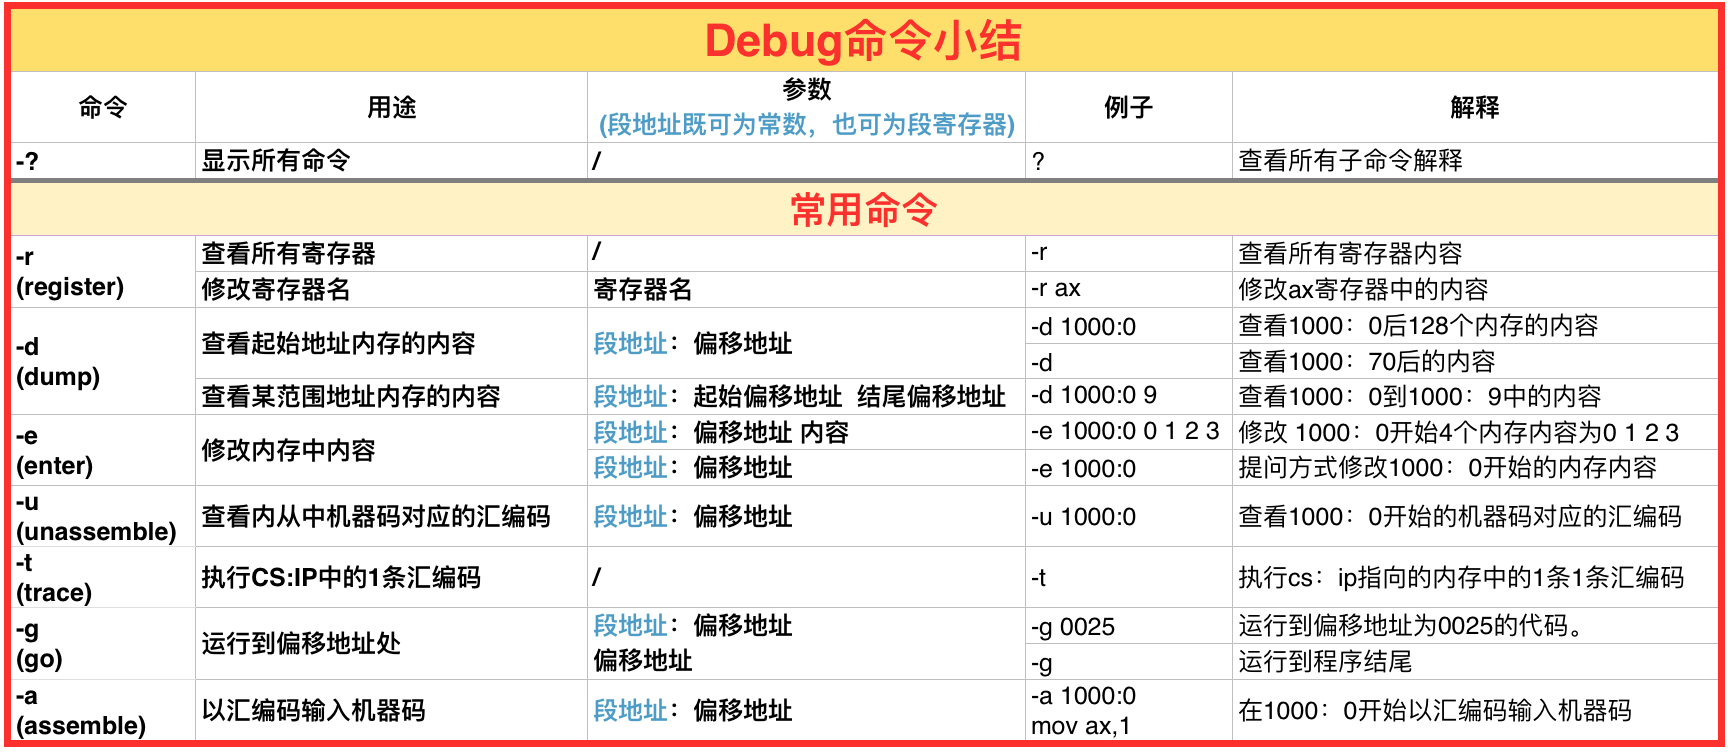 Debug命令小结
命令 用途 参数 例子 解释
(段地址既可为常数，也可为段寄存器)
-? 显示所有命令 / ? 查看所有子命令解释
常用命令
-r
(register)
查看所有寄存器 / -r 查看所有寄存器内容
修改寄存器名 寄存器名 -r ax 修改ax寄存器中的内容
-d
(dump)
查看起始地址内存的内容 段地址：偏移地址 -d 1000:0 查看1000：0后128个内存的内容
-d 查看1000：70后的内容
查看某范围地址内存的内容 段地址：起始偏移地址 结尾偏移地址 -d 1000:0 9 查看1000：0到1000：9中的内容
-e
(enter)
修改内存中内容 段地址：偏移地址 内容 -e 1000:0 0 1 2 3 修改 1000：0开始4个内存内容为0 1 2 3
段地址：偏移地址 -e 1000:0 提问方式修改1000：0开始的内存内容
-u
(unassemble)
查看内从中机器码对应的汇编码 段地址：偏移地址 -u 1000:0 查看1000：0开始的机器码对应的汇编码
-t
(trace)
执行CS:IP中的1条汇编码 / -t 执行cs：ip指向的内存中的1条1条汇编码
-g
(go)
运行到偏移地址处 段地址：偏移地址 -g 0025 运行到偏移地址为0025的代码。
偏移地址 -g 运行到程序结尾
-a
(assemble)
以汇编码输入机器码 段地址：偏移地址 -a 1000:0
mov ax,1
在1000：0开始以汇编码输入机器码